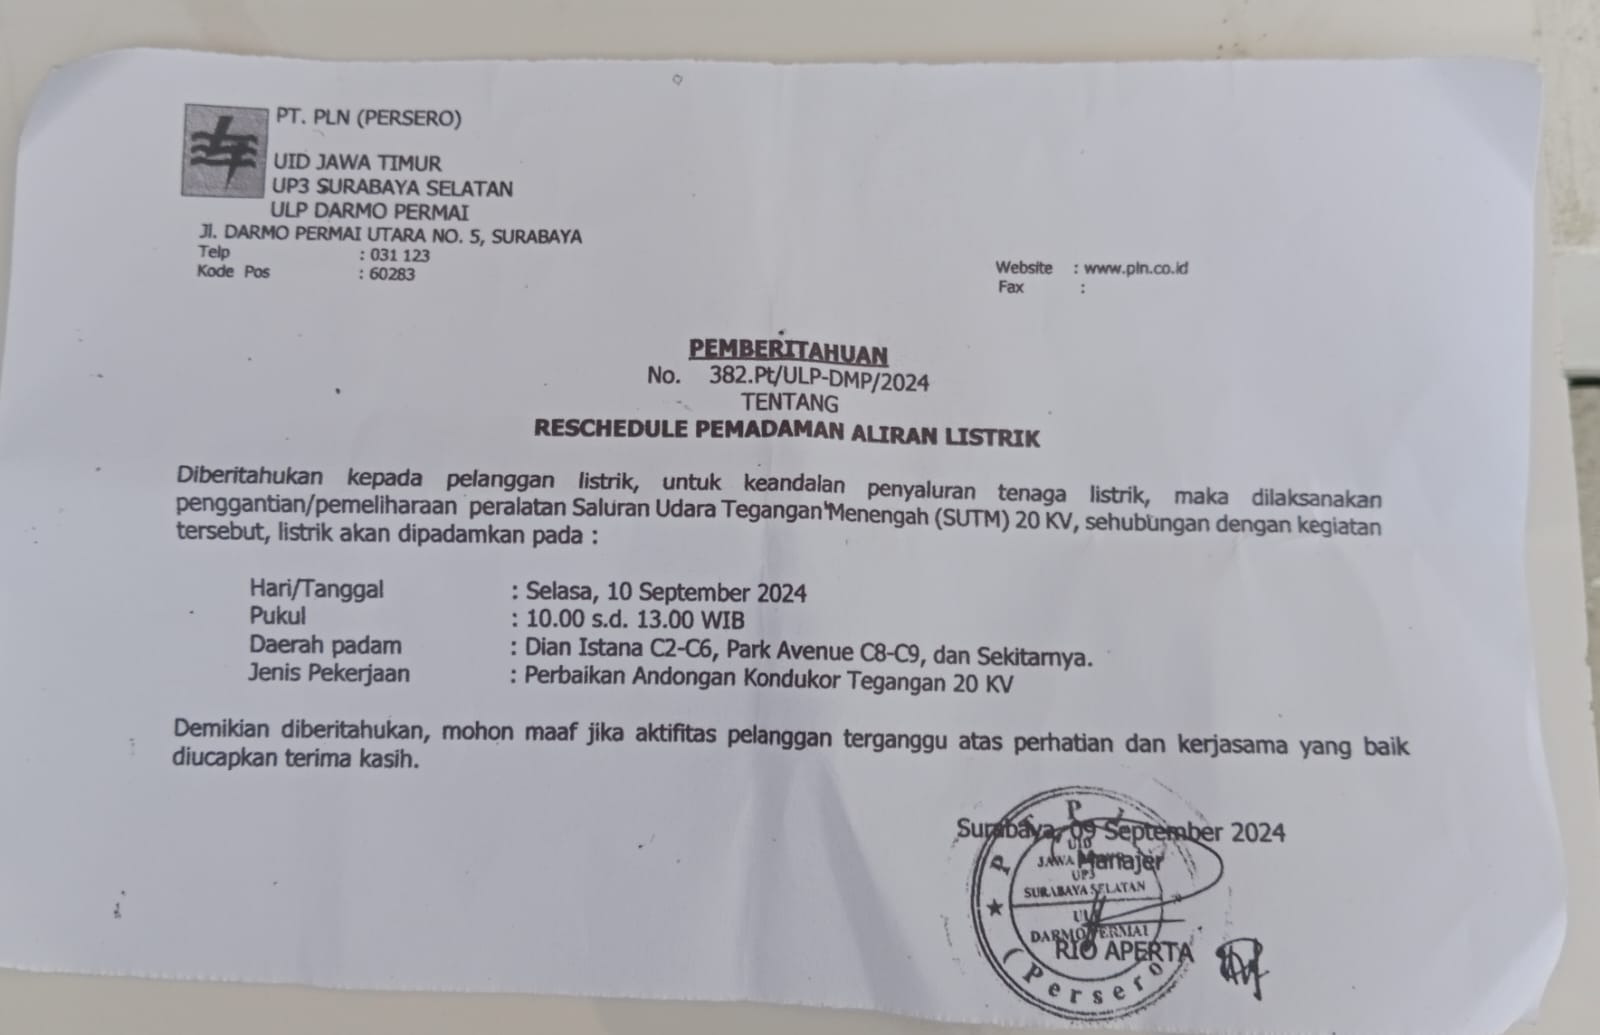 PT. PLN (PERSERO)
UID JAWA TIMUR
UP3 SURABAYA SELATAN
ULP DARMO PERMAI
Jl. DARMO PERMAI UTARA NO. 5, SURABAYA
Telp : 031 123
Kode Pos : 60283
Website : www.pln.co.id
Fax :
PEMBERITAHUAN
No. 382.Pt/ULP-DMP/2024
TENTANG
RESCHEDULE PEMADAMAN ALIRAN LISTRIK
Diberitahukan kepada pelanggan listrik, untuk keandalan penyaluran tenaga listrik, maka dilaksanakan
penggantian/pemeliharaan peralatan Saluran Udara Tegangan Menengah (SUTM) 20 KV, sehubungan dengan kegiatan
tersebut, listrik akan dipadamkan pada :
Hari/Tanggal : Selasa, 10 September 2024
Pukul : 10.00 s.d. 13.00 WIB
Daerah padam : Dian Istana C2-C6, Park Avenue C8-C9, dan Sekitarnya.
Jenis Pekerjaan : Perbaikan Andongan Kondukor Tegangan 20 KV
Demikian diberitahukan, mohon maaf jika aktifitas pelanggan terganggu atas perhatian dan kerjasama yang baik
diucapkan terima kasih.
Surabaya, 09 September 2024
Manajer
UID
JAWA
UP3
SURABAYA SELATAN
DARMO PERMAI
RIO APERTA
(Persero